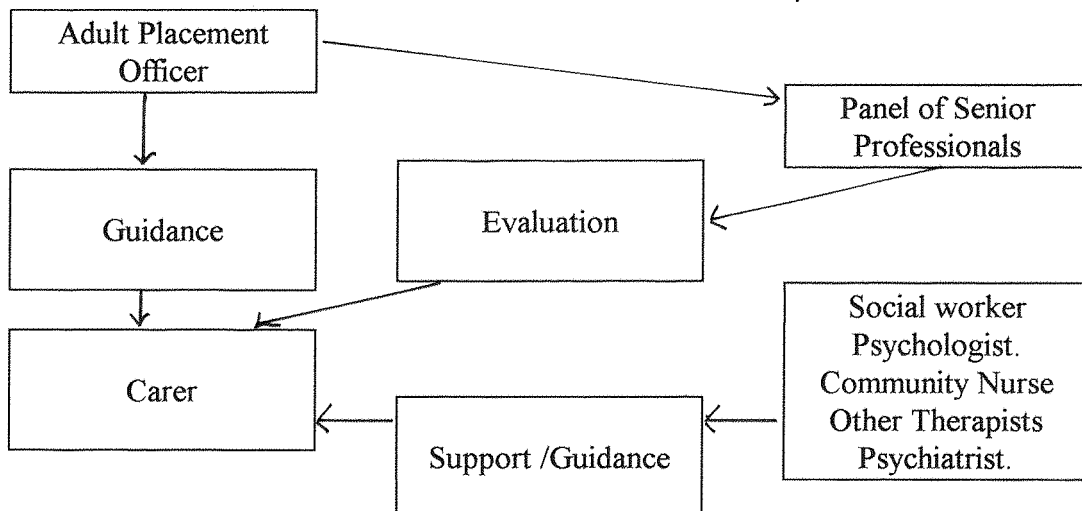 Adult Placement
Officer
Panel of Senior
Professionals
Guidance
Evaluation
Carer
Support /Guidance
Social worker
Psychologist.
Community Nurse
Other Therapists
Psychiatrist.